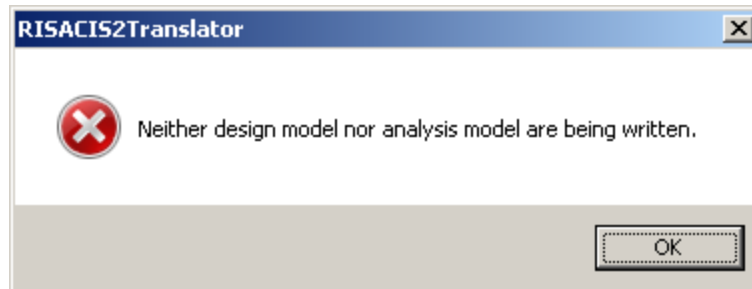 RISACIS2Translator
Neither design model nor analysis model are being written.
OK